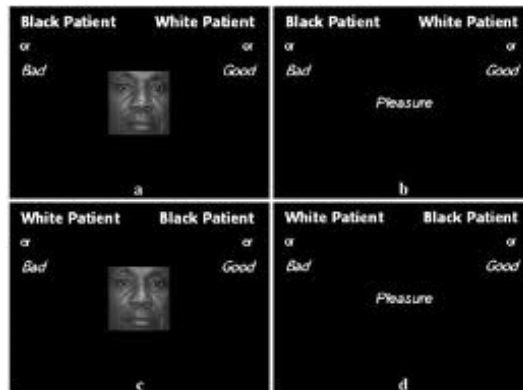 Black Patient White Patient
or or
Bad Good
a
Black Patient White Patient
or or
Bad Good
Pleasure
b
White Patient Black Patient
or or
Bad Good
c
White Patient Black Patient
or or
Bad Good
Pleasure
d